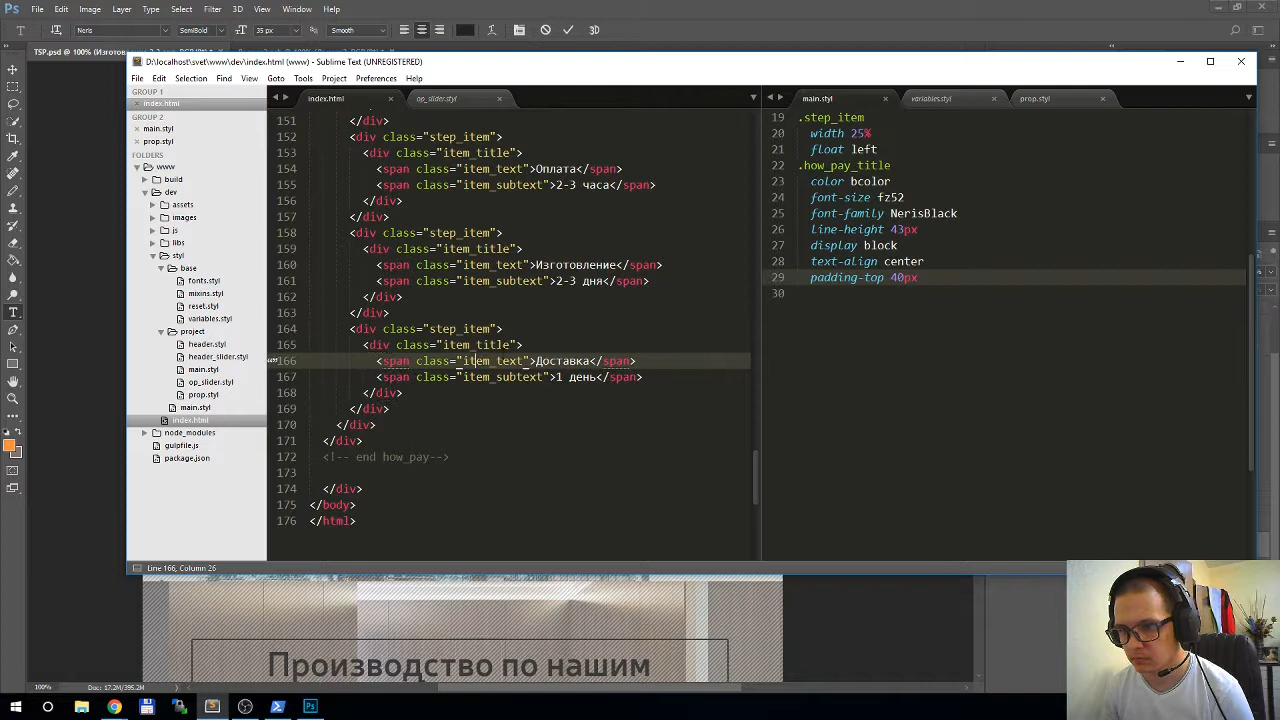 File Edit Image Layer Type Select Filter 3D View Window Help
Neris SemiBold 35 px Smooth 3D
D:\localhost\svet\www\dev\index.html (www) - Sublime Text (UNREGISTERED)
File Edit Selection Find View Goto Tools Project Preferences Help
GROUP 1
index.html
GROUP 2
main.styl
prop.styl
FOLDERS
www
build
dev
assets
images
js
libs
styl
base
fonts.styl
mixins.styl
reset.styl
variables.styl
project
header.styl
header_slider.styl
main.styl
op_slider.styl
prop.styl
main.styl
index.html
node_modules
gulpfile.js
package.json
index.html op_slider.styl
151 </div>
152 <div class="step_item">
153 <div class="item_title">
154 <span class="item_text">Оплата</span>
155 <span class="item_subtext">2-3 часа</span>
156 </div>
157 </div>
158 <div class="step_item">
159 <div class="item_title">
160 <span class="item_text">Изготовление</span>
161 <span class="item_subtext">2-3 дня</span>
162 </div>
163 </div>
164 <div class="step_item">
165 <div class="item_title">
166 <span class="item_text">Доставка</span>
167 <span class="item_subtext">1 день</span>
168 </div>
169 </div>
170 </div>
171 </div>
172 <!-- end how_pay-->
173
174 </div>
175 </body>
176 </html>
main.styl variables.styl prop.styl
19 .step_item
20 width 25%
21 float left
22 .how_pay_title
23 color bcolor
24 font-size fz52
25 font-family NerisBlack
26 line-height 43px
27 display block
28 text-align center
29 padding-top 40px
30
Line 166, Column 26
Производство по нашим
100% Doc: 17.2M/395.2M